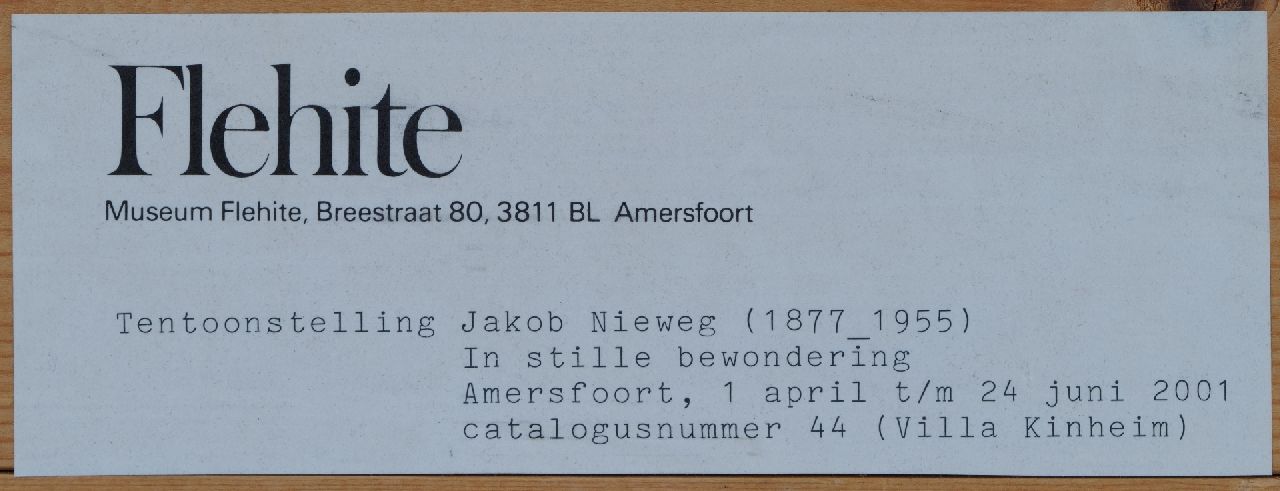 Flehite
Museum Flehite, Breestraat 80, 3811 BL Amersfoort
Tentoonstelling Jakob Nieweg (1877_1955)
In stille bewondering
Amersfoort, 1 april t/m 24 juni 2001
catalogusnummer 44 (Villa Kinheim)